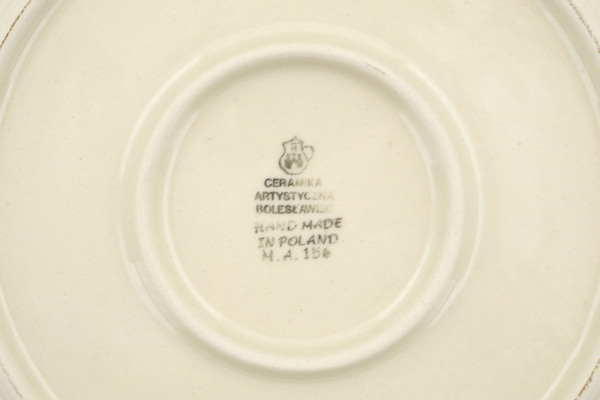 CERAMIKA
ARTYSTYCZNA
BOLESŁAWIEC
HAND MADE
IN POLAND
M.A. 156